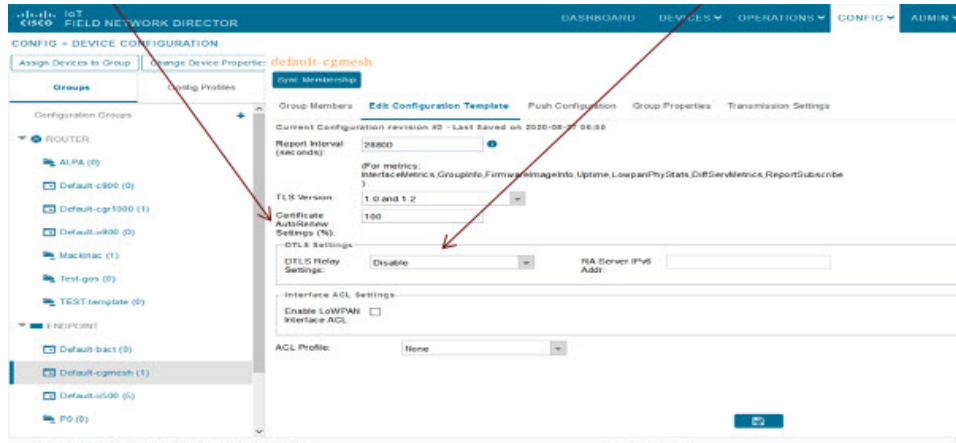 cisco IoT
FIELD NETWORK DIRECTOR
DASHBOARD DEVICES OPERATIONS CONFIG ADMIN
CONFIG > DEVICE CONFIGURATION
Assign Devices to Group Change Device Properties default-cgmesh
Sync Membership
Groups Config Profiles
Group Members Edit Configuration Template Push Configuration Group Properties Transmission Settings
Configuration Groups +
Current Configuration revision #2 - Last Saved on 2020-08-27 06:58
Report Interval (seconds): 28800
(For metrics:
InterfaceMetrics,GroupInfo,FirmwareImageInfo,Uptime,LowpanPhyStats,DiffServMetrics,ReportSubscribe
)
TLS Version: 1.0 and 1.2
Certificate AutoRenew Settings (%): 100
DTLS Settings
DTLS Relay Settings: Disable RA Server IPv6 Addr:
Interface ACL Settings
Enable LoWPAN Interface ACL:
ACL Profile: None
ROUTER
ALPA (0)
Default-c800 (0)
Default-cgr1000 (1)
Default-ir800 (0)
Mackinac (1)
Test-gos (0)
TEST-template (0)
ENDPOINT
Default-bact (0)
Default-cgmesh (1)
Default-ir500 (5)
P0 (0)